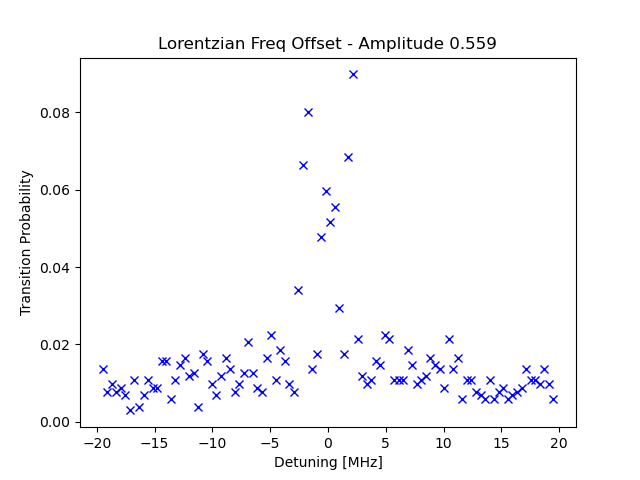 Lorentzian Freq Offset - Amplitude 0.559
Transition Probability
0.08
0.06
0.04
0.02
0.00
−20 −15 −10 −5 0 5 10 15 20
Detuning [MHz]